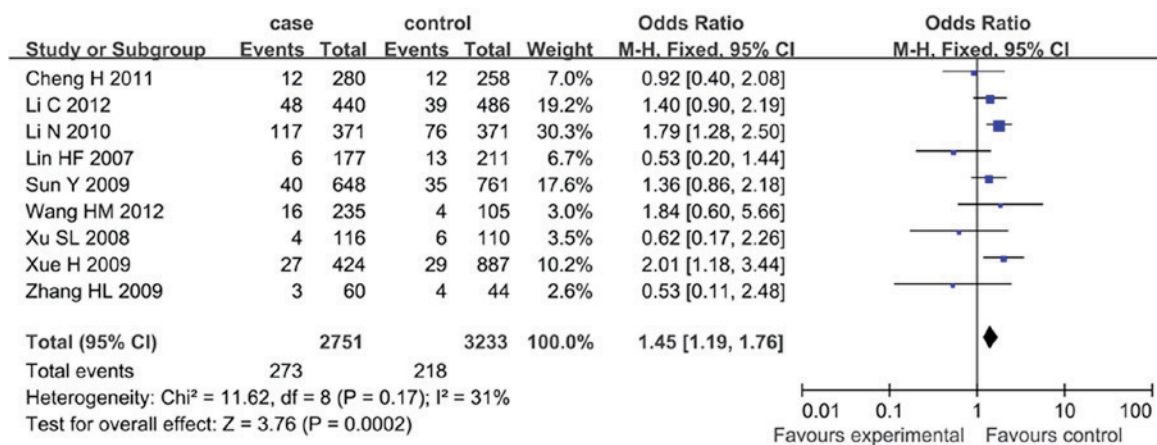 case control Odds Ratio Odds Ratio
Study or Subgroup Events Total Events Total Weight M-H, Fixed, 95% CI M-H, Fixed, 95% CI
Cheng H 2011 12 280 12 258 7.0% 0.92 [0.40, 2.08]
Li C 2012 48 440 39 486 19.2% 1.40 [0.90, 2.19]
Li N 2010 117 371 76 371 30.3% 1.79 [1.28, 2.50]
Lin HF 2007 6 177 13 211 6.7% 0.53 [0.20, 1.44]
Sun Y 2009 40 648 35 761 17.6% 1.36 [0.86, 2.18]
Wang HM 2012 16 235 4 105 3.0% 1.84 [0.60, 5.66]
Xu SL 2008 4 116 6 110 3.5% 0.62 [0.17, 2.26]
Xue H 2009 27 424 29 887 10.2% 2.01 [1.18, 3.44]
Zhang HL 2009 3 60 4 44 2.6% 0.53 [0.11, 2.48]
Total (95% CI) 2751 3233 100.0% 1.45 [1.19, 1.76]
Total events 273 218
Heterogeneity: Chi² = 11.62, df = 8 (P = 0.17); I² = 31%
Test for overall effect: Z = 3.76 (P = 0.0002)
0.01 0.1 1 10 100
Favours experimental Favours control